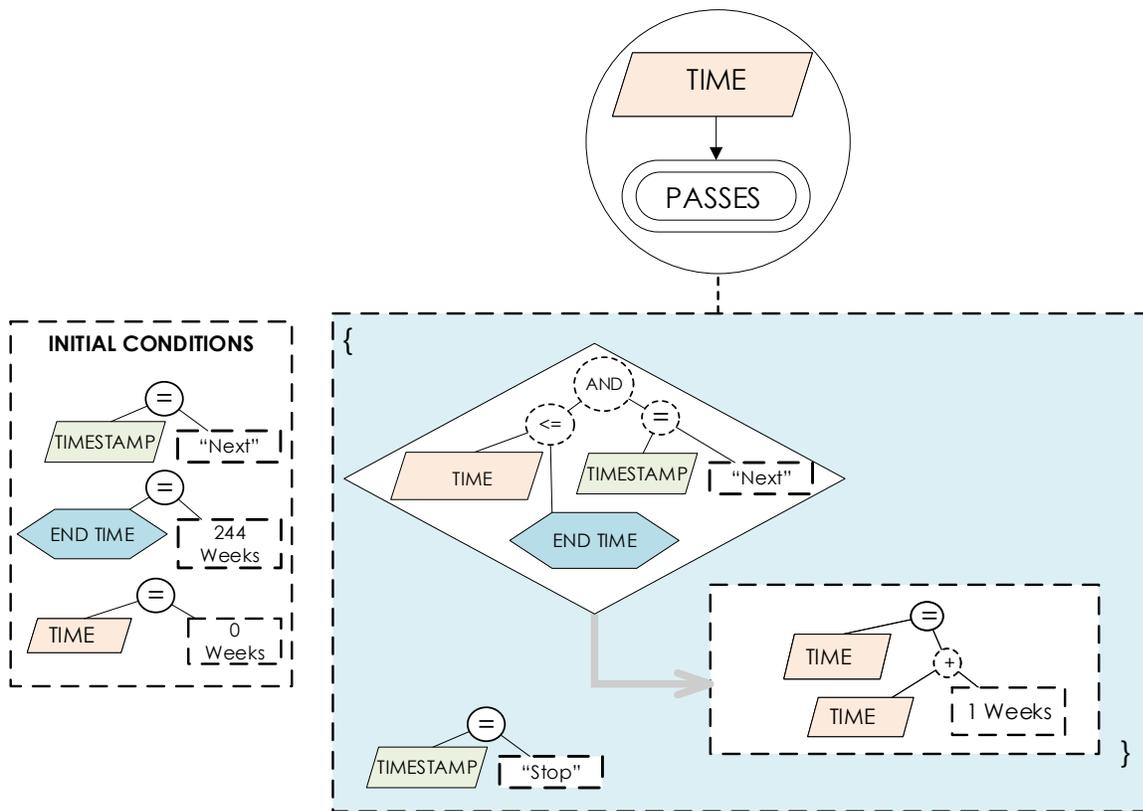 TIME
PASSES
INITIAL CONDITIONS
=
TIMESTAMP
“Next”
=
END TIME
244
Weeks
=
TIME
0
Weeks
{
AND
<=
=
TIME
TIMESTAMP
“Next”
END TIME
=
TIME
+
TIME
1 Weeks
=
TIMESTAMP
“Stop”
}